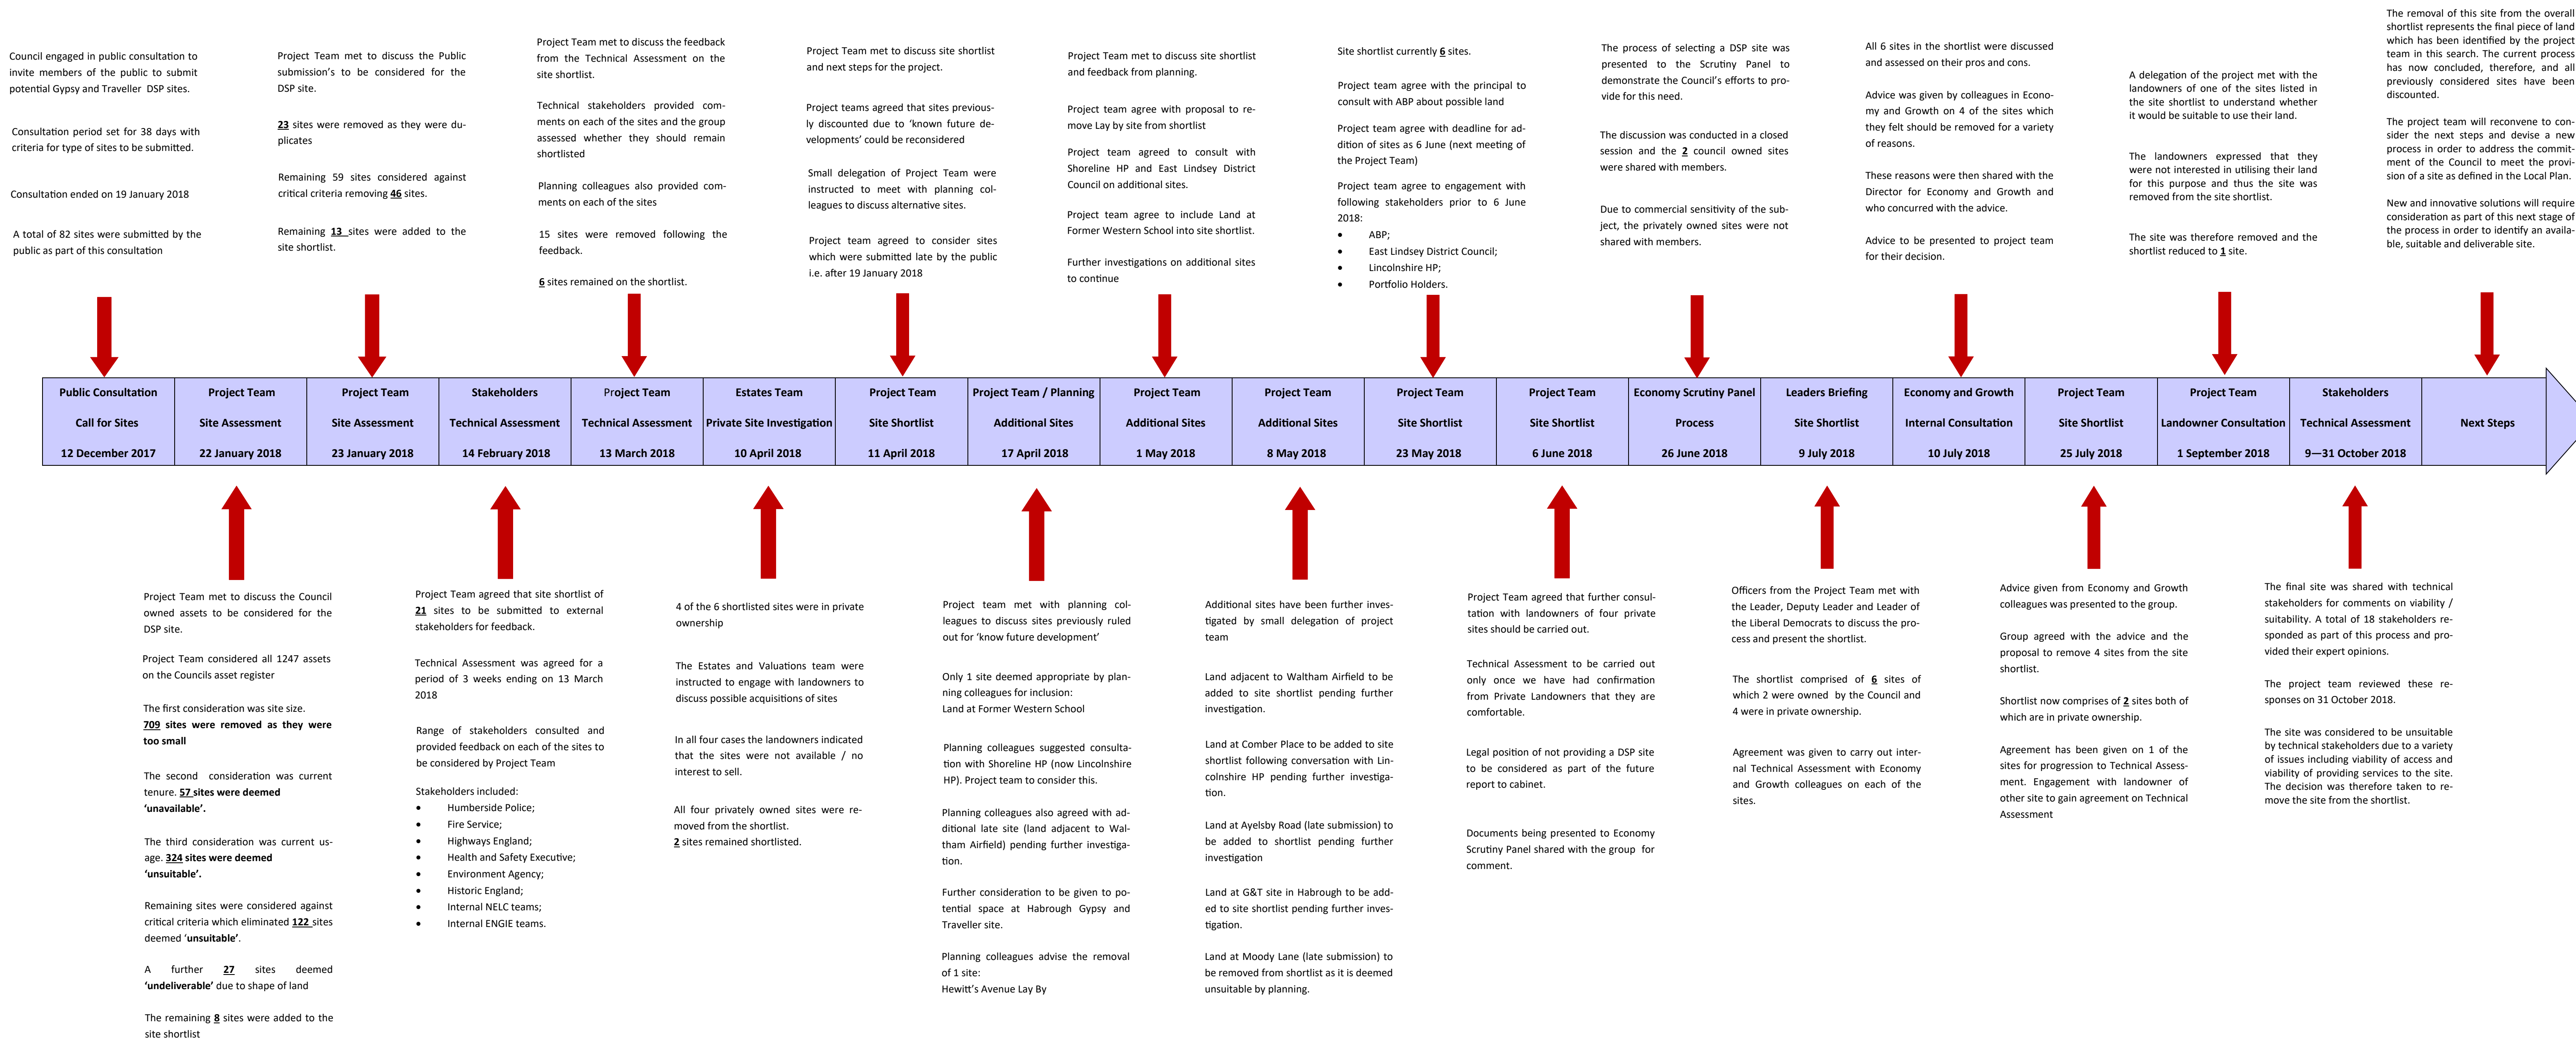 Council engaged in public consultation to
invite members of the public to submit
potential Gypsy and Traveller DSP sites.
Consultation period set for 38 days with
criteria for type of sites to be submitted.
Consultation ended on 19 January 2018
A total of 82 sites were submitted by the
public as part of this consultation
Project Team met to discuss the Public
submission's to be considered for the
DSP site.
23 sites were removed as they were du-
plicates
Remaining 59 sites considered against
critical criteria removing 46 sites.
Remaining 13 sites were added to the
site shortlist.
Project Team met to discuss the feedback
from the Technical Assessment on the
site shortlist.
Technical stakeholders provided com-
ments on each of the sites and the group
assessed whether they should remain
shortlisted
Planning colleagues also provided com-
ments on each of the sites
15 sites were removed following the
feedback.
6 sites remained on the shortlist.
Project Team met to discuss site shortlist
and next steps for the project.
Project teams agreed that sites previous-
ly discounted due to ‘known future de-
velopments’ could be reconsidered
Small delegation of Project Team were
instructed to meet with planning col-
leagues to discuss alternative sites.
Project team agreed to consider sites
which were submitted late by the public
i.e. after 19 January 2018
Project Team met to discuss site shortlist
and feedback from planning.
Project team agree with proposal to re-
move Lay by site from shortlist
Project team agreed to consult with
Shoreline HP and East Lindsey District
Council on additional sites.
Project team agree to include Land at
Former Western School into site shortlist.
Further investigations on additional sites
to continue
Site shortlist currently 6 sites.
Project team agree with the principal to
consult with ABP about possible land
Project team agree with deadline for ad-
dition of sites as 6 June (next meeting of
the Project Team)
Project team agree to engagement with
following stakeholders prior to 6 June
2018:
• ABP;
• East Lindsey District Council;
• Lincolnshire HP;
• Portfolio Holders.
The process of selecting a DSP site was
presented to the Scrutiny Panel to
demonstrate the Council's efforts to pro-
vide for this need.
The discussion was conducted in a closed
session and the 2 council owned sites
were shared with members.
Due to commercial sensitivity of the sub-
ject, the privately owned sites were not
shared with members.
All 6 sites in the shortlist were discussed
and assessed on their pros and cons.
Advice was given by colleagues in Econo-
my and Growth on 4 of the sites which
they felt should be removed for a variety
of reasons.
These reasons were then shared with the
Director for Economy and Growth and
who concurred with the advice.
Advice to be presented to project team
for their decision.
A delegation of the project met with the
landowners of one of the sites listed in
the site shortlist to understand whether
it would be suitable to use their land.
The landowners expressed that they
were not interested in utilising their land
for this purpose and thus the site was
removed from the site shortlist.
The site was therefore removed and the
shortlist reduced to 1 site.
The removal of this site from the overall
shortlist represents the final piece of land
which has been identified by the project
team in this search. The current process
has now concluded, therefore, and all
previously considered sites have been
discounted.
The project team will reconvene to con-
sider the next steps and devise a new
process in order to address the commit-
ment of the Council to meet the provi-
sion of a site as defined in the Local Plan.
New and innovative solutions will require
consideration as part of this next stage of
the process in order to identify an availa-
ble, suitable and deliverable site.
Public Consultation
Call for Sites
12 December 2017
Project Team
Site Assessment
22 January 2018
Project Team
Site Assessment
23 January 2018
Stakeholders
Technical Assessment
14 February 2018
Project Team
Technical Assessment
13 March 2018
Estates Team
Private Site Investigation
10 April 2018
Project Team
Site Shortlist
11 April 2018
Project Team / Planning
Additional Sites
17 April 2018
Project Team
Additional Sites
1 May 2018
Project Team
Additional Sites
8 May 2018
Project Team
Site Shortlist
23 May 2018
Project Team
Site Shortlist
6 June 2018
Economy Scrutiny Panel
Process
26 June 2018
Leaders Briefing
Site Shortlist
9 July 2018
Economy and Growth
Internal Consultation
10 July 2018
Project Team
Site Shortlist
25 July 2018
Project Team
Landowner Consultation
1 September 2018
Stakeholders
Technical Assessment
9—31 October 2018
Next Steps
Project Team met to discuss the Council
owned assets to be considered for the
DSP site.
Project Team considered all 1247 assets
on the Councils asset register
The first consideration was site size.
709 sites were removed as they were
too small
The second consideration was current
tenure. 57 sites were deemed
‘unavailable’.
The third consideration was current us-
age. 324 sites were deemed
‘unsuitable’.
Remaining sites were considered against
critical criteria which eliminated 122 sites
deemed ‘unsuitable’.
A further 27 sites deemed
‘undeliverable’ due to shape of land
The remaining 8 sites were added to the
site shortlist
Project Team agreed that site shortlist of
21 sites to be submitted to external
stakeholders for feedback.
Technical Assessment was agreed for a
period of 3 weeks ending on 13 March
2018
Range of stakeholders consulted and
provided feedback on each of the sites to
be considered by Project Team
Stakeholders included:
• Humberside Police;
• Fire Service;
• Highways England;
• Health and Safety Executive;
• Environment Agency;
• Historic England;
• Internal NELC teams;
• Internal ENGIE teams.
4 of the 6 shortlisted sites were in private
ownership
The Estates and Valuations team were
instructed to engage with landowners to
discuss possible acquisitions of sites
In all four cases the landowners indicated
that the sites were not available / no
interest to sell.
All four privately owned sites were re-
moved from the shortlist.
2 sites remained shortlisted.
Project team met with planning col-
leagues to discuss sites previously ruled
out for ‘know future development’
Only 1 site deemed appropriate by plan-
ning colleagues for inclusion:
Land at Former Western School
Planning colleagues suggested consulta-
tion with Shoreline HP (now Lincolnshire
HP). Project team to consider this.
Planning colleagues also agreed with ad-
ditional late site (land adjacent to Wal-
tham Airfield) pending further investiga-
tion.
Further consideration to be given to po-
tential space at Habrough Gypsy and
Traveller site.
Planning colleagues advise the removal
of 1 site:
Hewitt's Avenue Lay By
Additional sites have been further inves-
tigated by small delegation of project
team
Land adjacent to Waltham Airfield to be
added to site shortlist pending further
investigation.
Land at Comber Place to be added to site
shortlist following conversation with Lin-
colnshire HP pending further investiga-
tion.
Land at Ayelsby Road (late submission) to
be added to shortlist pending further
investigation
Land at G&T site in Habrough to be add-
ed to site shortlist pending further inves-
tigation.
Land at Moody Lane (late submission) to
be removed from shortlist as it is deemed
unsuitable by planning.
Project Team agreed that further consul-
tation with landowners of four private
sites should be carried out.
Technical Assessment to be carried out
only once we have had confirmation
from Private Landowners that they are
comfortable.
Legal position of not providing a DSP site
to be considered as part of the future
report to cabinet.
Documents being presented to Economy
Scrutiny Panel shared with the group for
comment.
Officers from the Project Team met with
the Leader, Deputy Leader and Leader of
the Liberal Democrats to discuss the pro-
cess and present the shortlist.
The shortlist comprised of 6 sites of
which 2 were owned by the Council and
4 were in private ownership.
Agreement was given to carry out inter-
nal Technical Assessment with Economy
and Growth colleagues on each of the
sites.
Advice given from Economy and Growth
colleagues was presented to the group.
Group agreed with the advice and the
proposal to remove 4 sites from the site
shortlist.
Shortlist now comprises of 2 sites both of
which are in private ownership.
Agreement has been given on 1 of the
sites for progression to Technical Assess-
ment. Engagement with landowner of
other site to gain agreement on Technical
Assessment
The final site was shared with technical
stakeholders for comments on viability /
suitability. A total of 18 stakeholders re-
sponded as part of this process and pro-
vided their expert opinions.
The project team reviewed these re-
sponses on 31 October 2018.
The site was considered to be unsuitable
by technical stakeholders due to a variety
of issues including viability of access and
viability of providing services to the site.
The decision was therefore taken to re-
move the site from the shortlist.